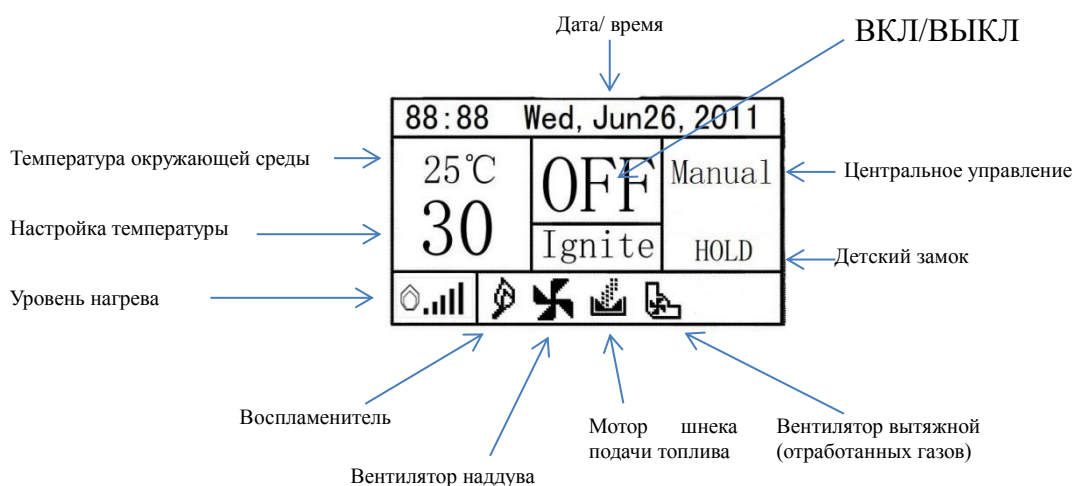 Дата/ время
ВКЛ/ВЫКЛ
88:88 Wed, Jun26, 2011
Температура окружающей среды
25℃
OFF
Manual
Центральное управление
Настройка температуры
30
Ignite
HOLD
Детский замок
Уровень нагрева
Воспламенитель
Мотор шнека
подачи топлива
Вентилятор вытяжной
(отработанных газов)
Вентилятор наддува